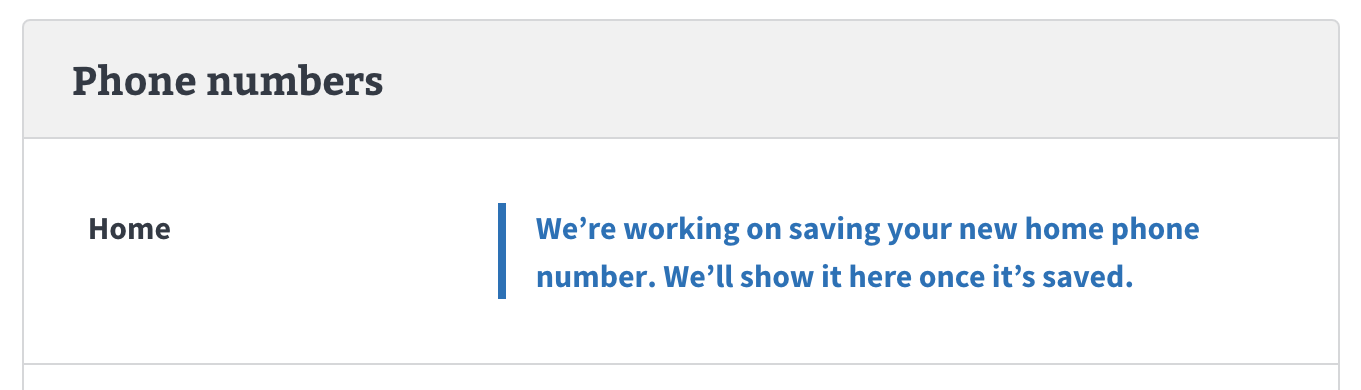 Phone numbers
Home
We’re working on saving your new home phone
number. We’ll show it here once it’s saved.